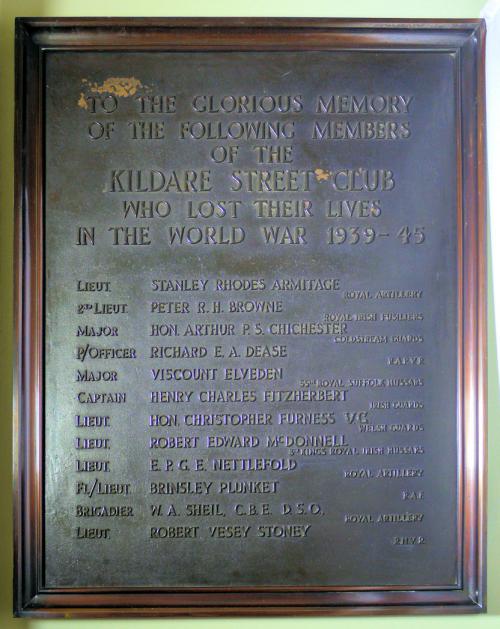 TO THE GLORIOUS MEMORY
OF THE FOLLOWING MEMBERS
OF THE
KILDARE STREET CLUB
WHO LOST THEIR LIVES
IN THE WORLD WAR 1939-45
LIEUT. STANLEY RHODES ARMITAGE
ROYAL ARTILLERY
2ND LIEUT. PETER R. H. BROWNE
ROYAL IRISH FUSILIERS
MAJOR HON. ARTHUR P. S. CHICHESTER
COLDSTREAM GUARDS
P/OFFICER RICHARD E. A. DEASE
R.A.F.V.R.
MAJOR VISCOUNT ELVEDEN
55TH ROYAL SUFFOLK HUSSARS
CAPTAIN HENRY CHARLES FITZHERBERT
IRISH GUARDS
LIEUT. HON. CHRISTOPHER FURNESS V.C.
WELSH GUARDS
LIEUT. ROBERT EDWARD McDONNELL
8TH KINGS ROYAL IRISH HUSSARS
LIEUT. E. P. G. E. NETTLEFOLD
ROYAL ARTILLERY
FL/LIEUT. BRINSLEY PLUNKET
R.A.F.
BRIGADIER W. A. SHEIL, C.B.E. D.S.O.
ROYAL ARTILLERY
LIEUT. ROBERT VESEY STONEY
R.N.V.R.